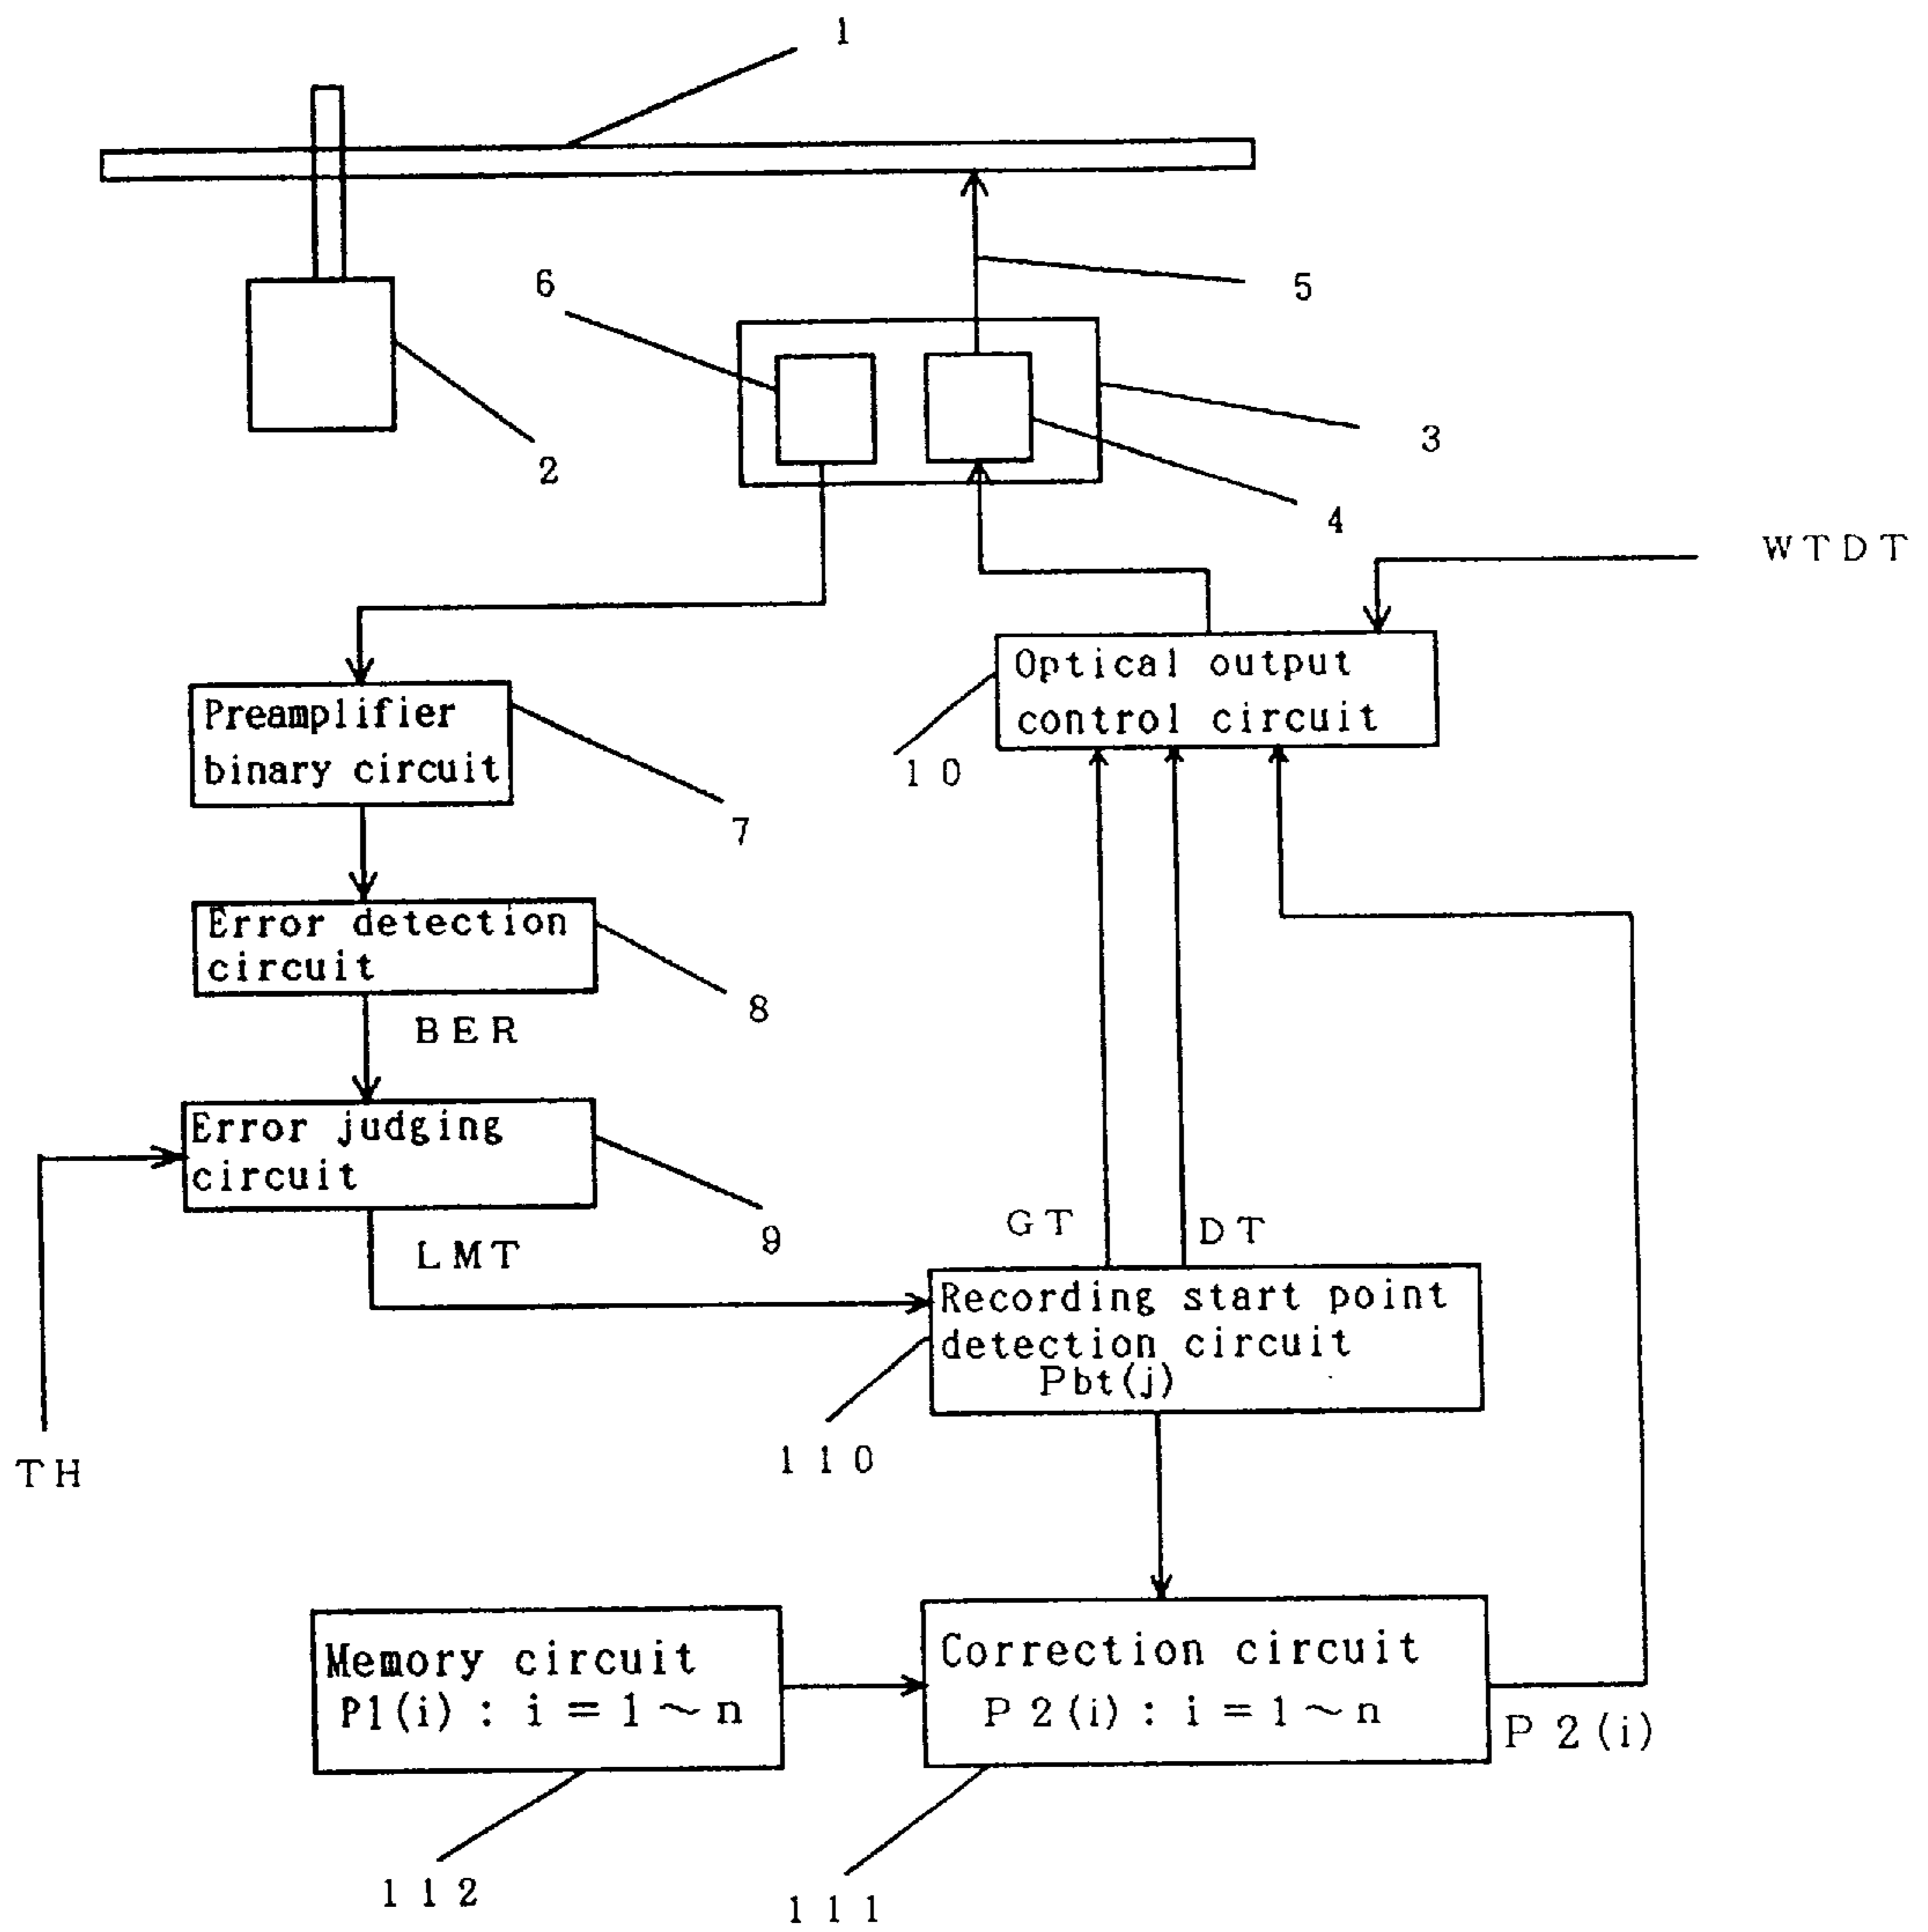 1
6
5
2
3
4
WTDT
Optical output
control circuit
10
Preamplifier
binary circuit
7
Error detection
circuit
8
BER
Error judging
circuit
9
LMT
TH
GT
DT
Recording start point
detection circuit
Pbt(j)
110
Memory circuit
P1(i) : i = 1 ~ n
112
Correction circuit
P2(i) : i = 1 ~ n
111
P2(i)